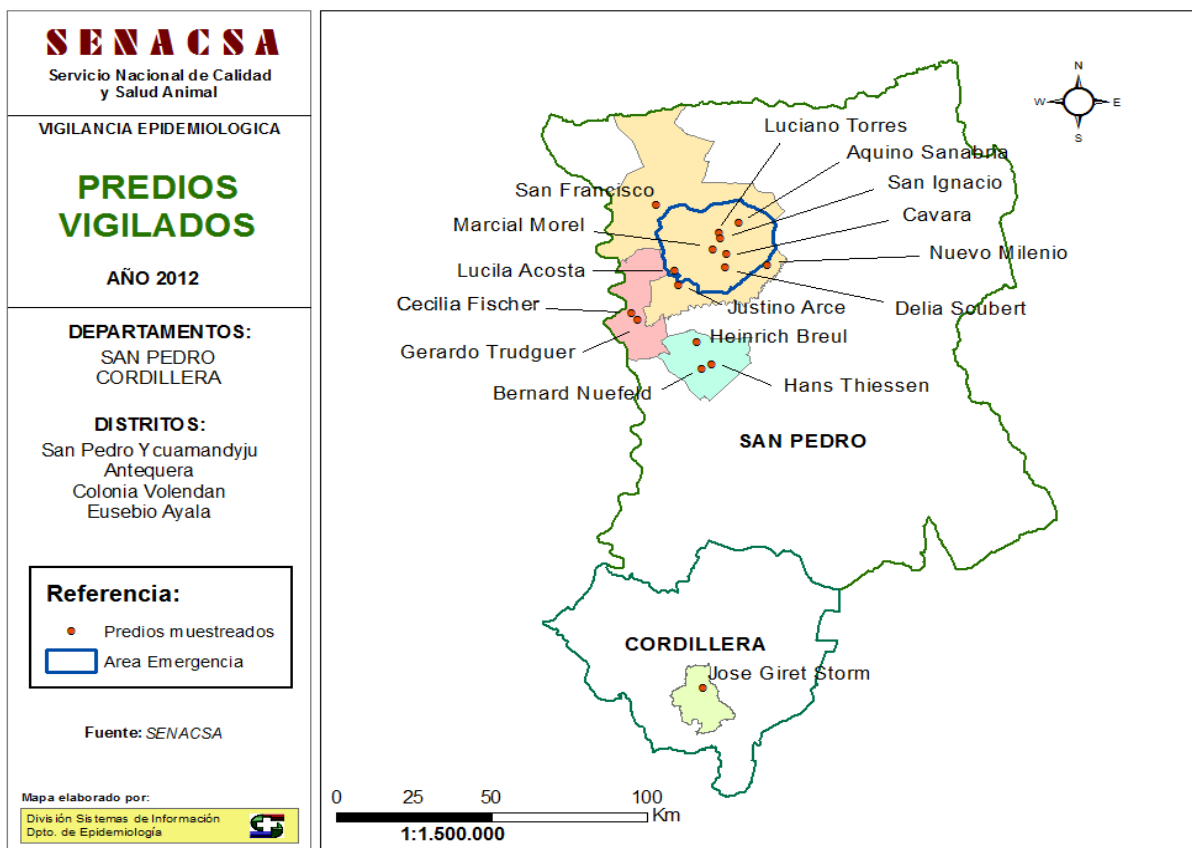 SENACSA
Servicio Nacional de Calidad
y Salud Animal
VIGILANCIA EPIDEMIOLOGICA
PREDIOS
VIGILADOS
AÑO 2012
DEPARTAMENTOS:
SAN PEDRO
CORDILLERA
DISTRITOS:
San Pedro Ycuamandyju
Antequera
Colonia Volendan
Eusebio Ayala
Referencia:
Predios muestreados
Area Emergencia
Fuente: SENACSA
Mapa elaborado por:
División Sistemas de Información
Dpto. de Epidemiología
N
W
E
S
Luciano Torres
Aquino Sanabria
San Ignacio
San Francisco
Cavara
Marcial Morel
Nuevo Milenio
Lucila Acosta
Cecilia Fischer
Justino Arce
Delia Scubert
Heinrich Breul
Gerardo Trudguer
Bernard Nuefeld
Hans Thiessen
SAN PEDRO
CORDILLERA
Jose Giret Storm
0 25 50 100
Km
1:1.500.000